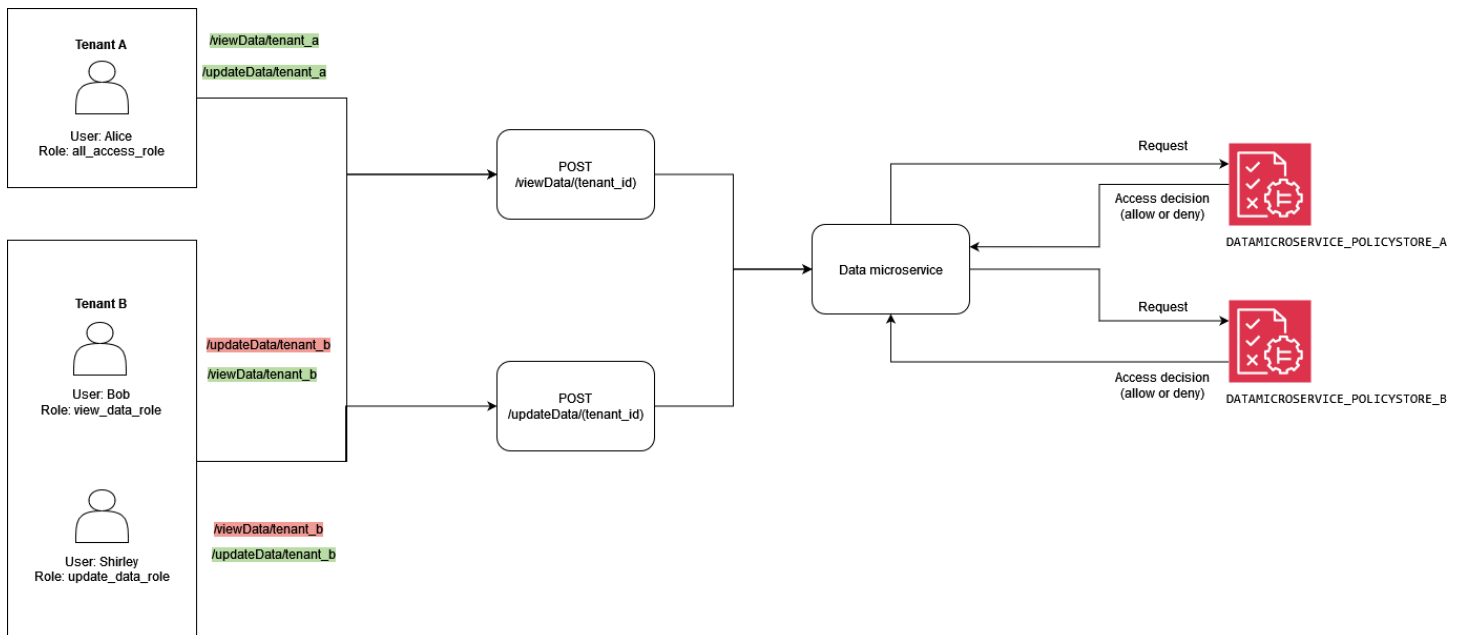 Tenant A
User: Alice
Role: all_access_role
/viewData/tenant_a
/updateData/tenant_a
Tenant B
User: Bob
Role: view_data_role
/updateData/tenant_b
/viewData/tenant_b
User: Shirley
Role: update_data_role
/viewData/tenant_b
/updateData/tenant_b
POST
/viewData/(tenant_id)
POST
/updateData/(tenant_id)
Data microservice
Request
Access decision
(allow or deny)
DATAMICROSERVICE_POLICYSTORE_A
Request
Access decision
(allow or deny)
DATAMICROSERVICE_POLICYSTORE_B